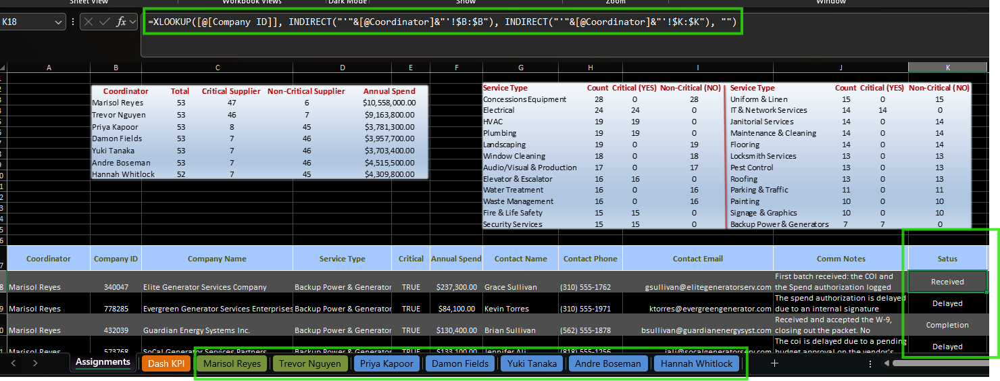 Sheet View Workbook Views Dark Mode Show Zoom Window
K18 fx =XLOOKUP([@[Company ID]], INDIRECT("'"&[@Coordinator]&"'!$B:$B"), INDIRECT("'"&[@Coordinator]&"'!$K:$K"), "")
A B C D E F G H I J K
Coordinator Total Critical Supplier Non-Critical Supplier Annual Spend
Marisol Reyes 53 47 6 $10,558,000.00
Trevor Nguyen 53 46 7 $9,163,800.00
Priya Kapoor 53 8 45 $3,781,300.00
Damon Fields 53 7 46 $3,957,700.00
Yuki Tanaka 53 7 46 $3,703,400.00
Andre Boseman 53 7 46 $4,515,500.00
Hannah Whitlock 52 7 45 $4,309,800.00
Service Type Count Critical (YES) Non-Critical (NO)
Concessions Equipment 28 0 28
Electrical 24 24 0
HVAC 19 19 0
Plumbing 19 19 0
Landscaping 19 0 19
Window Cleaning 18 0 18
Audio/Visual & Production 17 0 17
Elevator & Escalator 16 16 0
Water Treatment 16 0 16
Waste Management 16 0 16
Fire & Life Safety 15 15 0
Security Services 15 15 0
Service Type Count Critical (YES) Non-Critical (NO)
Uniform & Linen 15 0 15
IT & Network Services 14 14 0
Janitorial Services 14 0 14
Maintenance & Cleaning 14 0 14
Flooring 14 0 14
Locksmith Services 13 0 13
Pest Control 13 0 13
Roofing 13 0 13
Parking & Traffic 11 0 11
Painting 10 0 10
Signage & Graphics 10 0 10
Backup Power & Generators 7 7 0
Coordinator Company ID Company Name Service Type Critical Annual Spend Contact Name Contact Phone Contact Email Comm Notes Satus
Marisol Reyes 340047 Elite Generator Services Company Backup Power & Generator TRUE $237,300.00 Grace Sullivan (310) 555-1762 gsullivan@elitegeneratorserv.com First batch received: the COI and
the Spend authorization logged Received
Marisol Reyes 778285 Evergreen Generator Services Enterprises Backup Power & Generator TRUE $84,100.00 Kevin Torres (310) 555-1971 ktorres@evergreengenerator.com The spend authorization is delayed
due to an internal signature Delayed
Marisol Reyes 432039 Guardian Energy Systems Inc. Backup Power & Generator TRUE $130,400.00 Brian Sullivan (562) 555-1878 bsullivan@guardianenergysyst.com Received and accepted the W-9,
closing out the packet. No Completion
Marisol Reyes 573768 SoCal Generator Services Partners Backup Power & Generator TRUE $133,100.00 Jennifer Ali (818) 555-1256 jali@socalgeneratorserv.com The coi is delayed due to a pending
budget approval on the vendor's Delayed
Assignments Dash KPI Marisol Reyes Trevor Nguyen Priya Kapoor Damon Fields Yuki Tanaka Andre Boseman Hannah Whitlock